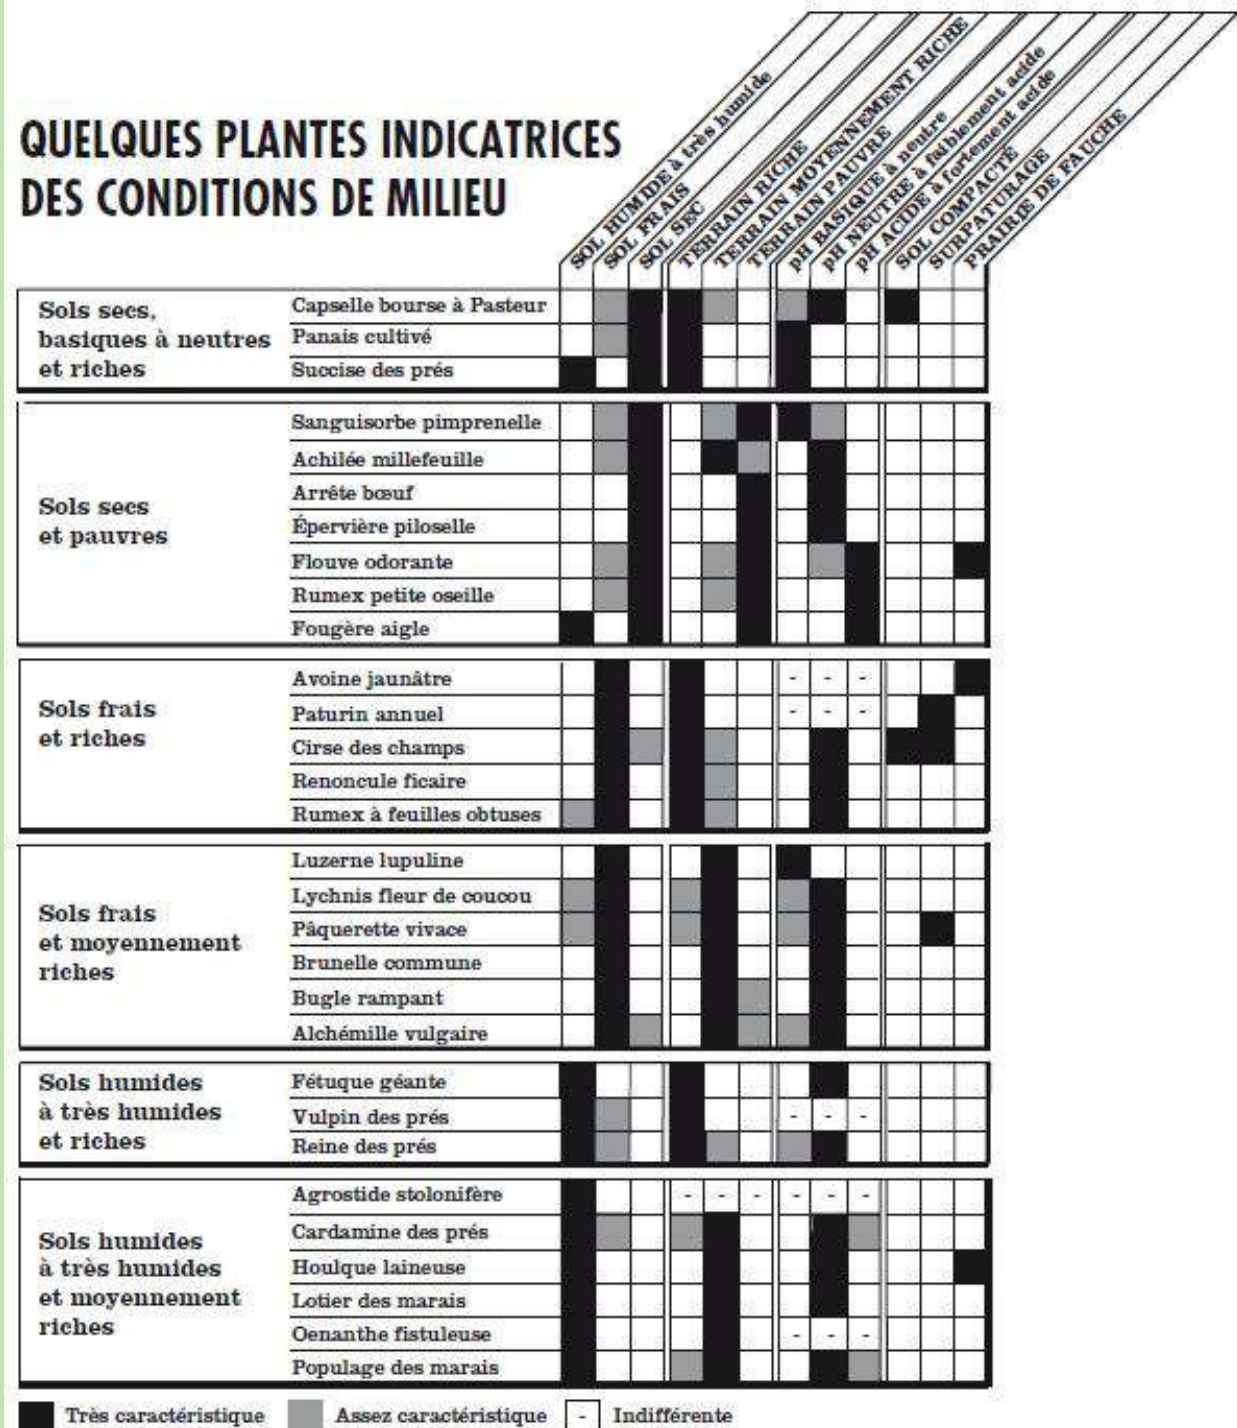 QUELQUES PLANTES INDICATRICES
DES CONDITIONS DE MILIEU
SOL HUMIDE à très humide
SOL FRAIS
SOL SEC
TERRAIN RICHE
TERRAIN MOYENNEMENT RICHE
TERRAIN PAUVRE
pH BASIQUE à neutre
pH NEUTRE à faiblement acide
pH ACIDE à fortement acide
SOL COMPACTÉ
SURPATURAGE
PRAIRIE DE FAUCHE
Sols secs,
basiques à neutres
et riches
Capselle bourse à Pasteur
Panais cultivé
Succise des prés
Sols secs
et pauvres
Sanguisorbe pimprenelle
Achilée millefeuille
Arrête bœuf
Épervière piloselle
Flouve odorante
Rumex petite oseille
Fougère aigle
Sols frais
et riches
Avoine jaunâtre
- - -
Paturin annuel
- - -
Cirse des champs
Renoncule ficaire
Rumex à feuilles obtuses
Sols frais
et moyennement
riches
Luzerne lupuline
Lychnis fleur de coucou
Pâquerette vivace
Brunelle commune
Bugle rampant
Alchémille vulgaire
Sols humides
à très humides
et riches
Fétuque géante
Vulpin des prés
- - -
Reine des prés
Sols humides
à très humides
et moyennement
riches
Agrostide stolonifère
- - - - - -
Cardamine des prés
Houlque laineuse
Lotier des marais
Oenanthe fistuleuse
- - -
Populage des marais
Très caractéristique
Assez caractéristique
- Indifférente